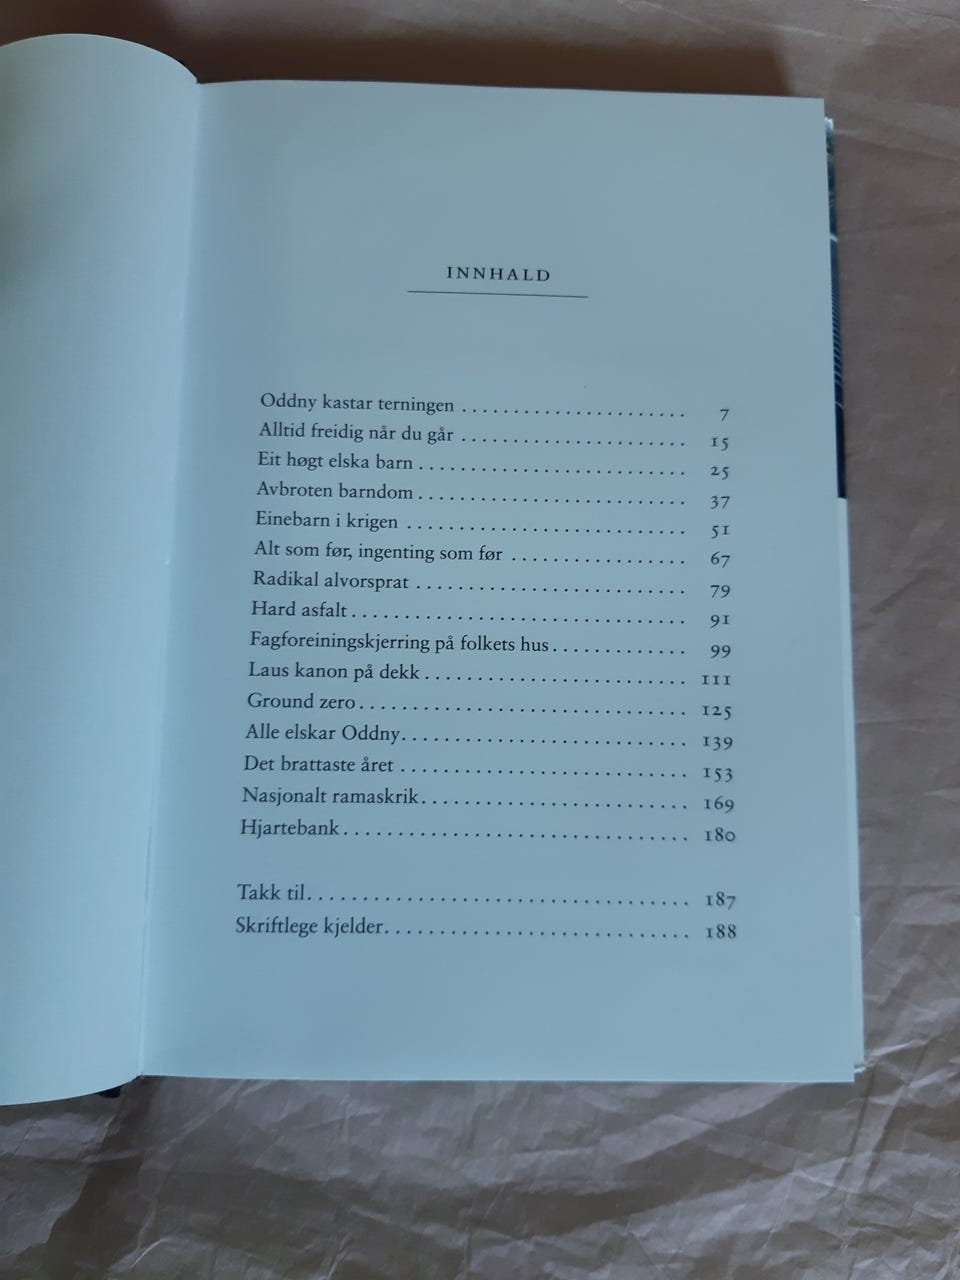 INNHALD
Oddny kastar terningen . . . . . . . . . . . . . . . . . . . . . . . 7
Alltid freidig når du går . . . . . . . . . . . . . . . . . . . . . . . 15
Eit høgt elska barn . . . . . . . . . . . . . . . . . . . . . . . . . . . 25
Avbroten barndom . . . . . . . . . . . . . . . . . . . . . . . . . . . 37
Einebarn i krigen . . . . . . . . . . . . . . . . . . . . . . . . . . . . 51
Alt som før, ingenting som før . . . . . . . . . . . . . . . . . 67
Radikal alvorsprat . . . . . . . . . . . . . . . . . . . . . . . . . . . 79
Hard asfalt . . . . . . . . . . . . . . . . . . . . . . . . . . . . . . . . . 91
Fagforeiningskjerring på folkets hus . . . . . . . . . . . . . 99
Laus kanon på dekk . . . . . . . . . . . . . . . . . . . . . . . . . . 111
Ground zero . . . . . . . . . . . . . . . . . . . . . . . . . . . . . . . . 125
Alle elskar Oddny. . . . . . . . . . . . . . . . . . . . . . . . . . . . 139
Det brattaste året . . . . . . . . . . . . . . . . . . . . . . . . . . . . 153
Nasjonalt ramaskrik. . . . . . . . . . . . . . . . . . . . . . . . . . 169
Hjartebank . . . . . . . . . . . . . . . . . . . . . . . . . . . . . . . . . 180
Takk til. . . . . . . . . . . . . . . . . . . . . . . . . . . . . . . . . . . . 187
Skriftlege kjelder. . . . . . . . . . . . . . . . . . . . . . . . . . . . . 188